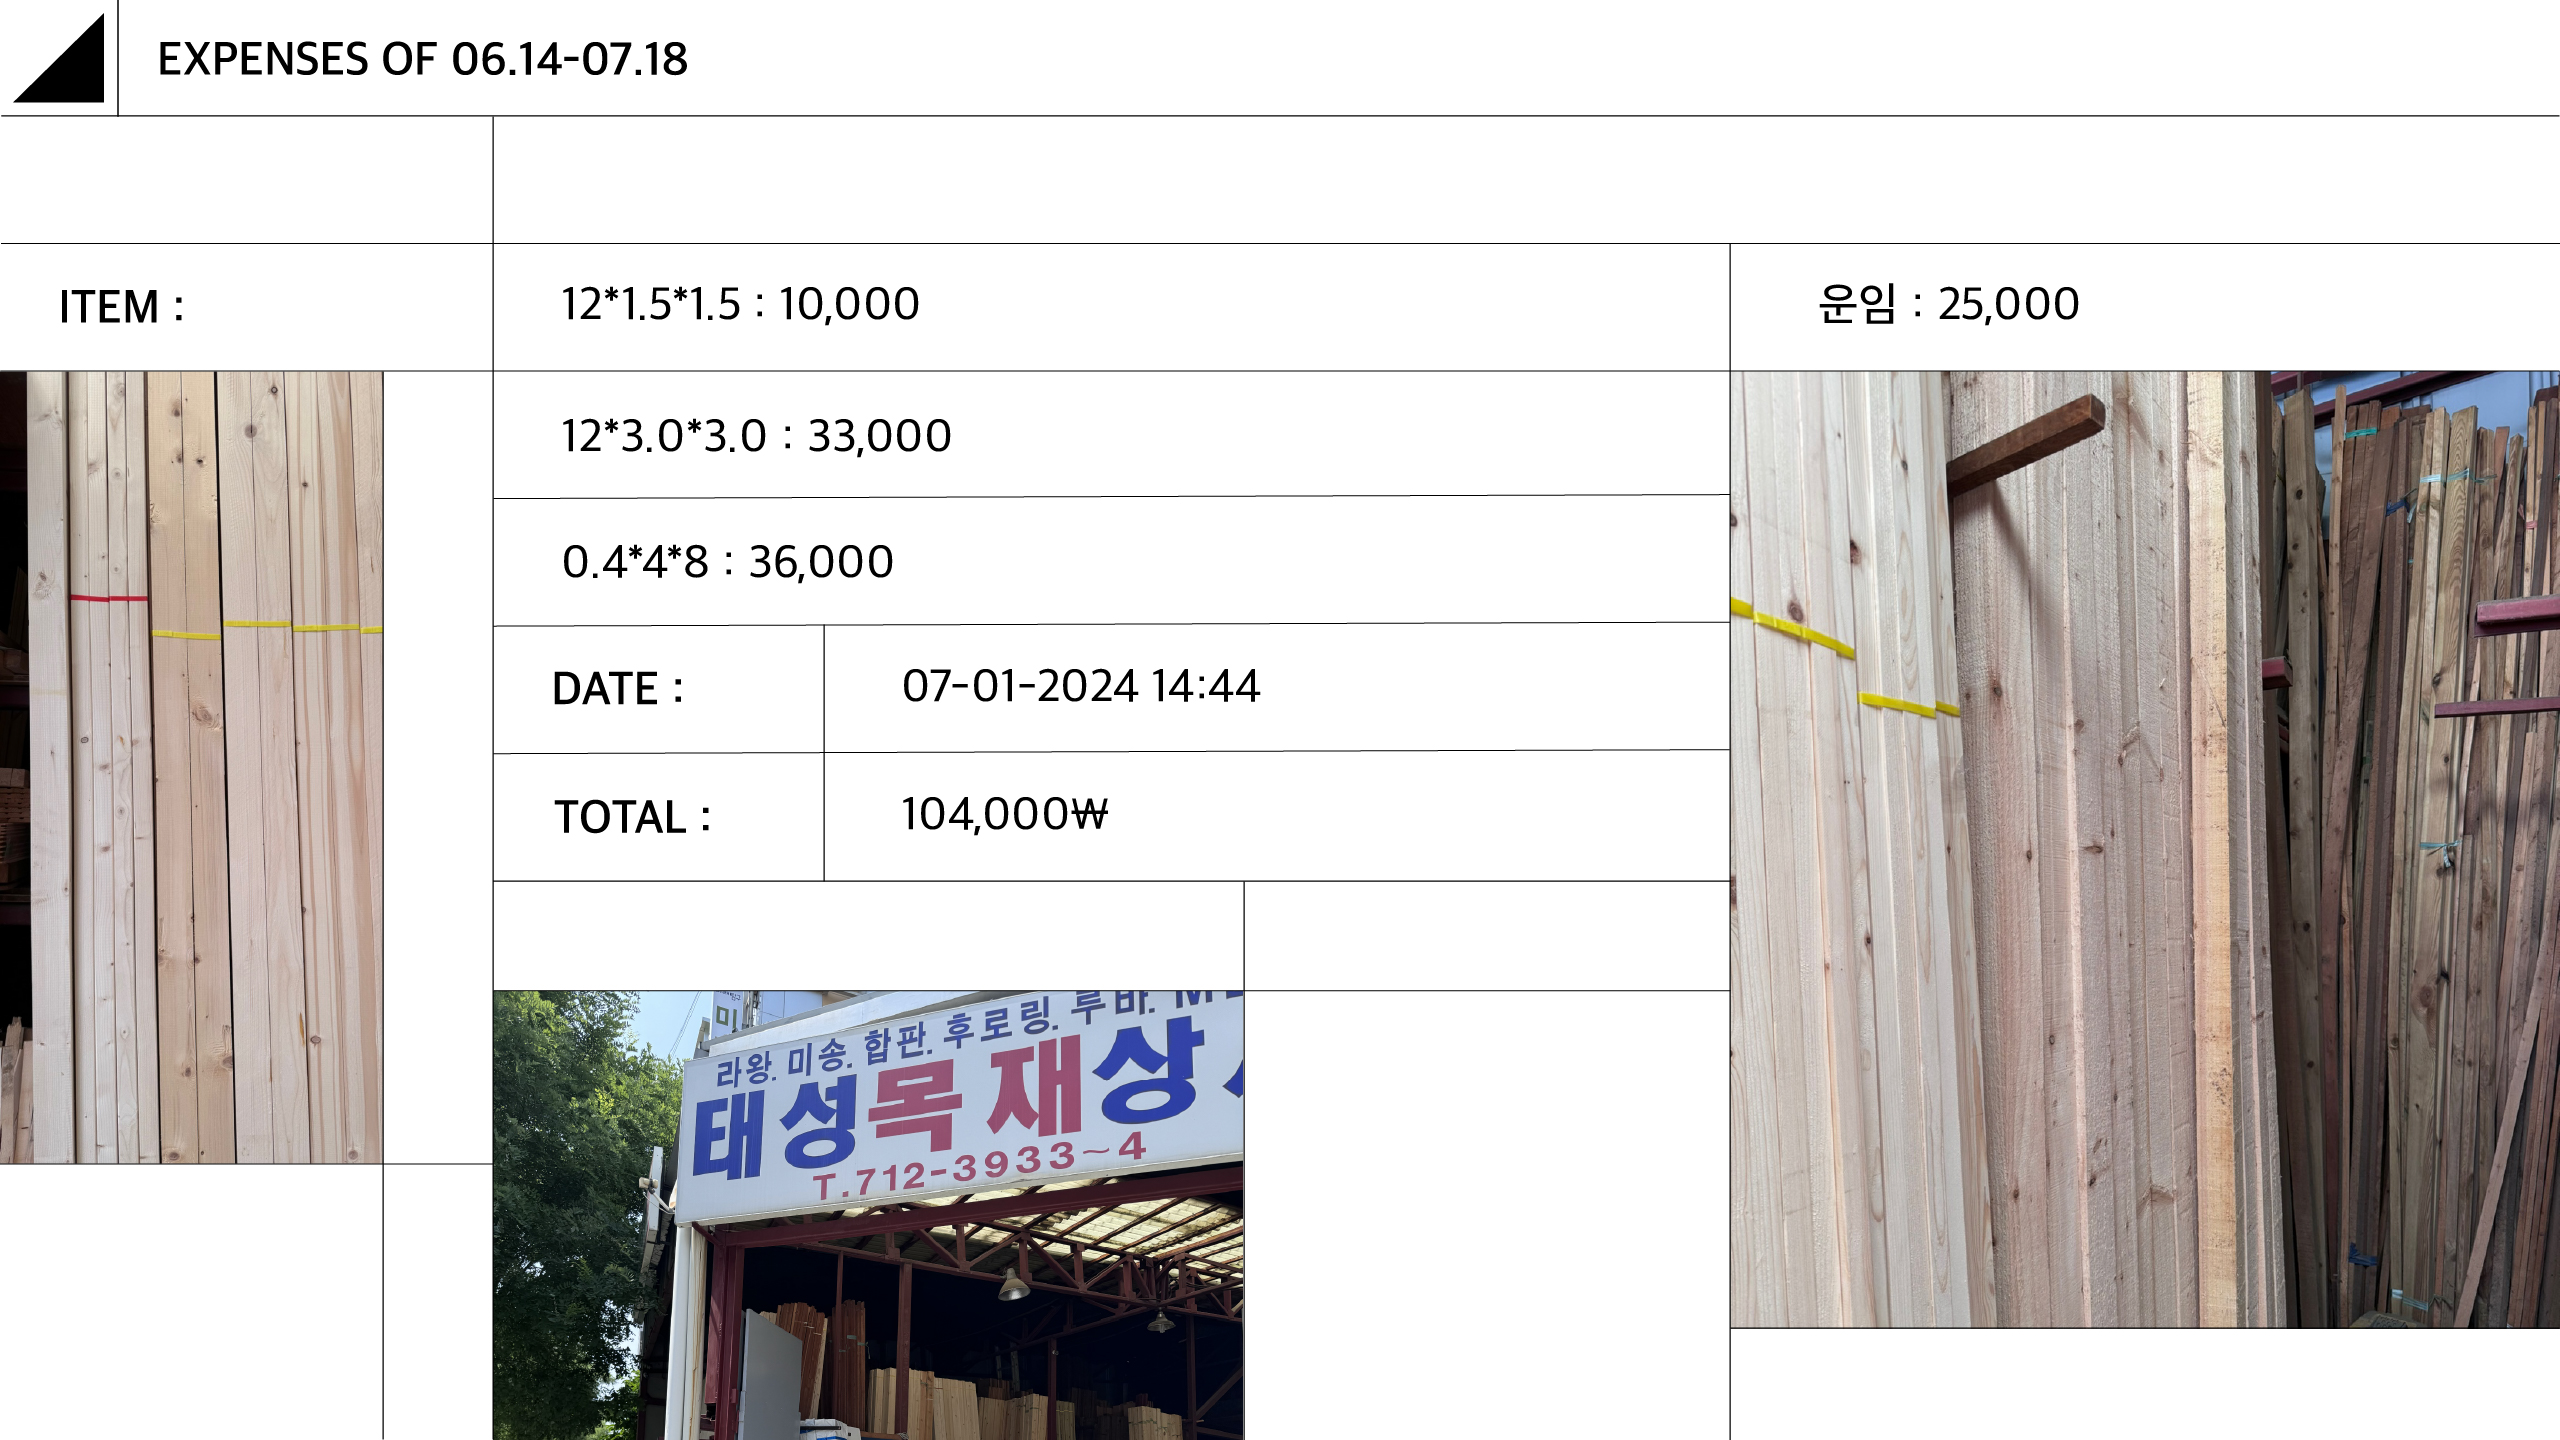 EXPENSES OF 06.14-07.18
ITEM :
12*1.5*1.5 : 10,000
운임 : 25,000
12*3.0*3.0 : 33,000
0.4*4*8 : 36,000
DATE :
07-01-2024 14:44
TOTAL :
104,000₩
라왕. 미송. 합판. 후로링. 루바.
태성목재상
T.712-3933~4